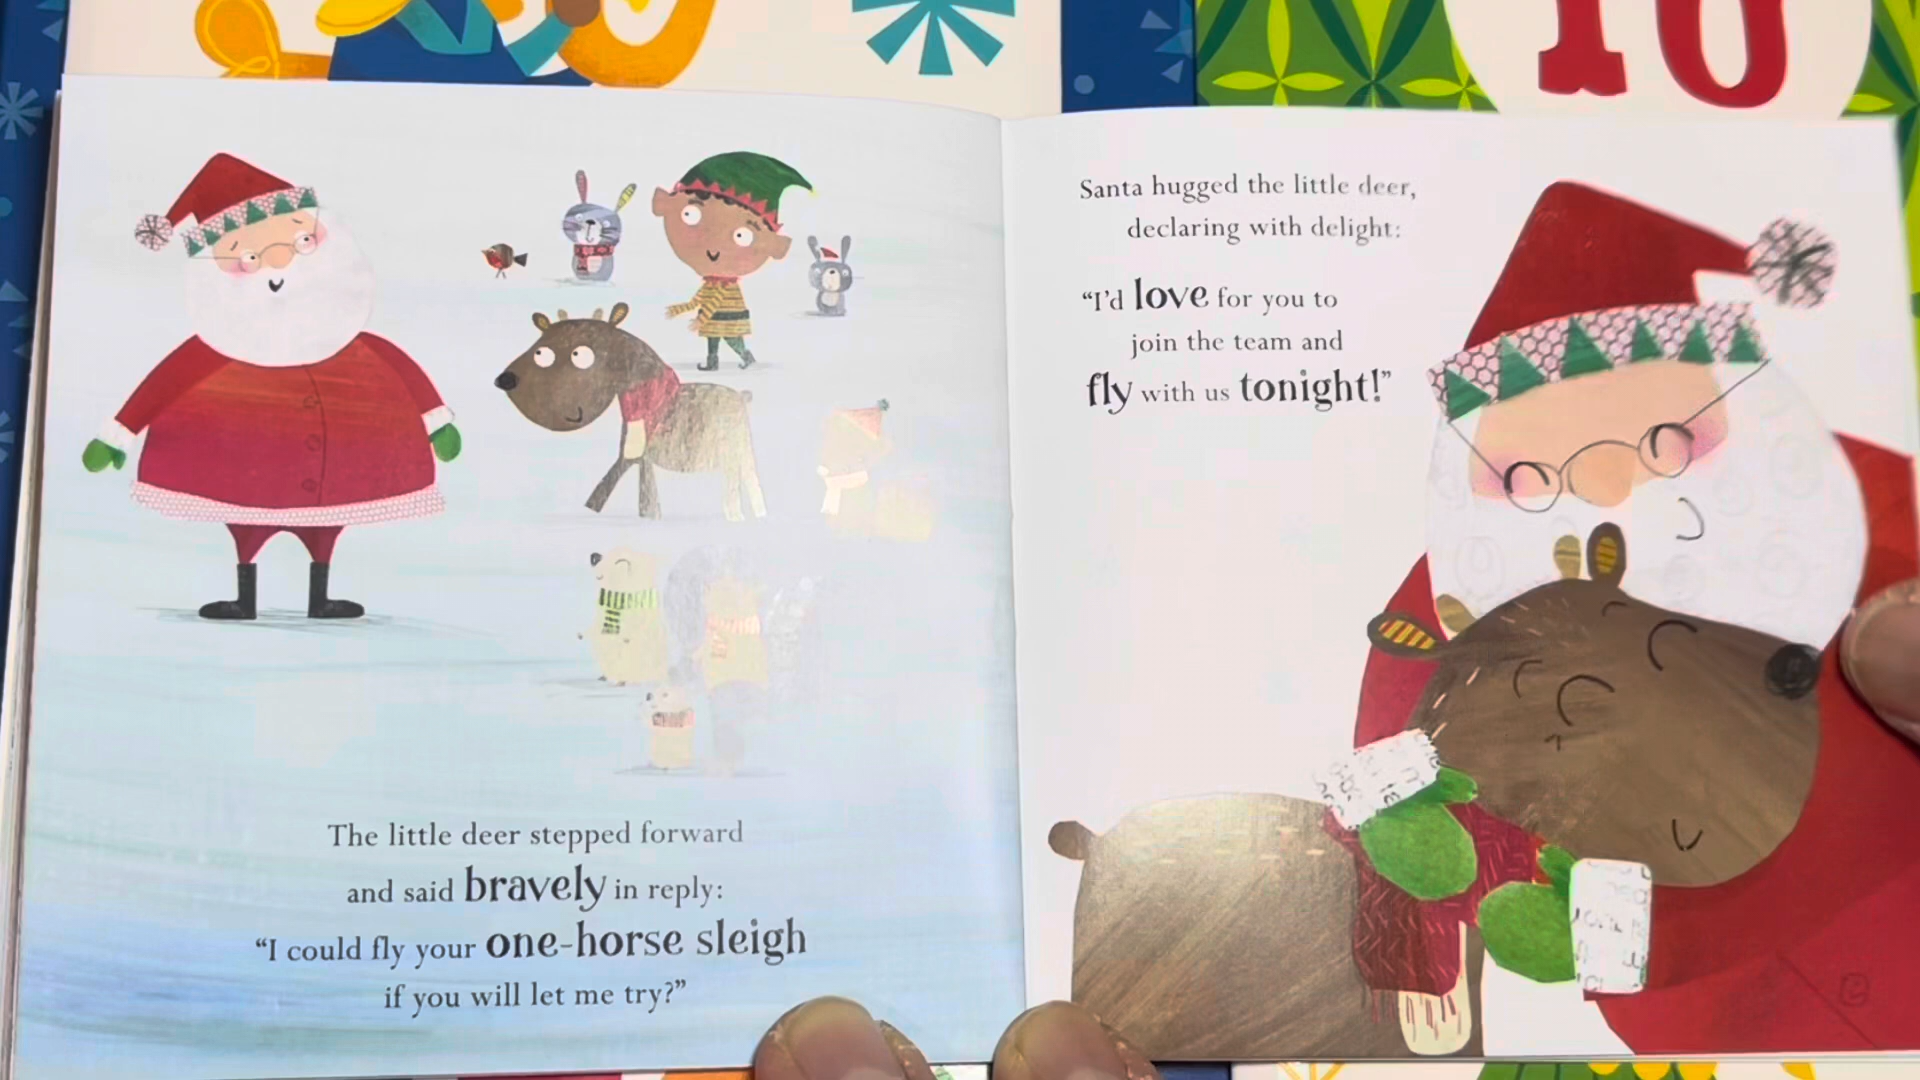 10
The little deer stepped forward
and said bravely in reply:
“I could fly your one-horse sleigh
if you will let me try?”
Santa hugged the little deer,
declaring with delight:
“I’d love for you to
join the team and
fly with us tonight!”